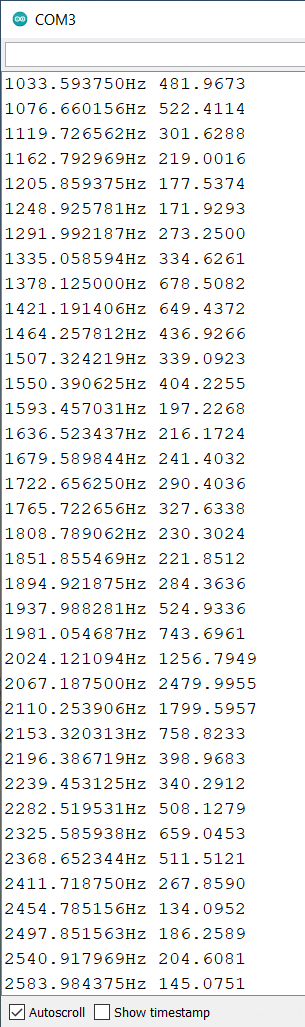 COM3
1033.593750Hz 481.9673
1076.660156Hz 522.4114
1119.726562Hz 301.6288
1162.792969Hz 219.0016
1205.859375Hz 177.5374
1248.925781Hz 171.9293
1291.992187Hz 273.2500
1335.058594Hz 334.6261
1378.125000Hz 678.5082
1421.191406Hz 649.4372
1464.257812Hz 436.9266
1507.324219Hz 339.0923
1550.390625Hz 404.2255
1593.457031Hz 197.2268
1636.523437Hz 216.1724
1679.589844Hz 241.4032
1722.656250Hz 290.4036
1765.722656Hz 327.6338
1808.789062Hz 230.3024
1851.855469Hz 221.8512
1894.921875Hz 284.3636
1937.988281Hz 524.9336
1981.054687Hz 743.6961
2024.121094Hz 1256.7949
2067.187500Hz 2479.9955
2110.253906Hz 1799.5957
2153.320313Hz 758.8233
2196.386719Hz 398.9683
2239.453125Hz 340.2912
2282.519531Hz 508.1279
2325.585938Hz 659.0453
2368.652344Hz 511.5121
2411.718750Hz 267.8590
2454.785156Hz 134.0952
2497.851563Hz 186.2589
2540.917969Hz 204.6081
2583.984375Hz 145.0751
Autoscroll Show timestamp